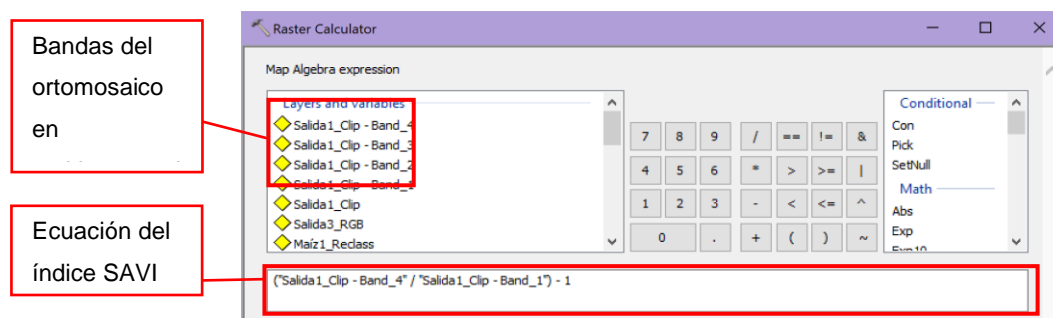 Bandas del
ortomosaico
en
Raster Calculator
Map Algebra expression
Layers and variables
Salida1_Clip - Band_4
Salida1_Clip - Band_3
Salida1_Clip - Band_2
Salida1_Clip - Band_1
Salida1_Clip
Salida3_RGB
Maíz1_Reclass
7 8 9 / == != &
4 5 6 * > >= |
1 2 3 - < <= ^
0 . + ( ) ~
Conditional
Con
Pick
SetNull
Math
Abs
Exp
Exp10
Ecuación del
índice SAVI
("Salida1_Clip - Band_4" / "Salida1_Clip - Band_1") - 1